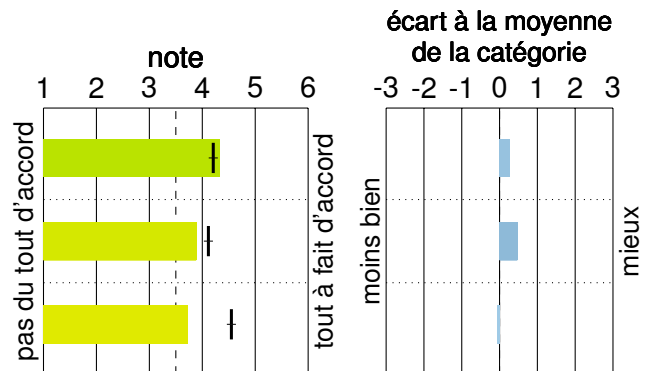 note
1 2 3 4 5 6
pas du tout d'accord
tout à fait d'accord
écart à la moyenne
de la catégorie
-3 -2 -1 0 1 2 3
moins bien
mieux